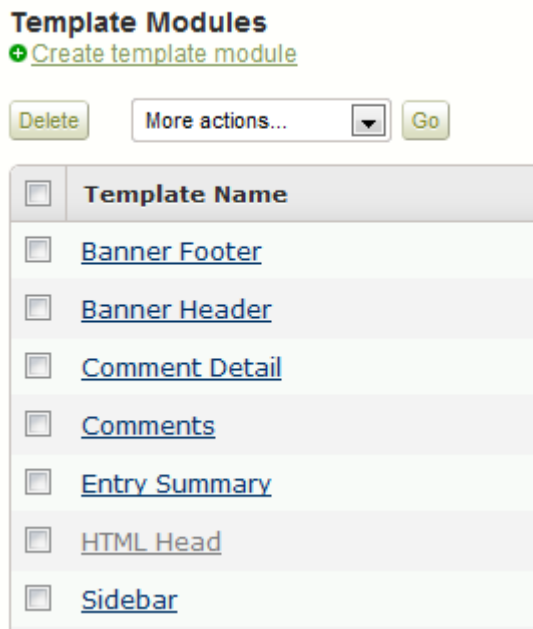 Template Modules
Create template module
Delete More actions... Go
Template Name
Banner Footer
Banner Header
Comment Detail
Comments
Entry Summary
HTML Head
Sidebar